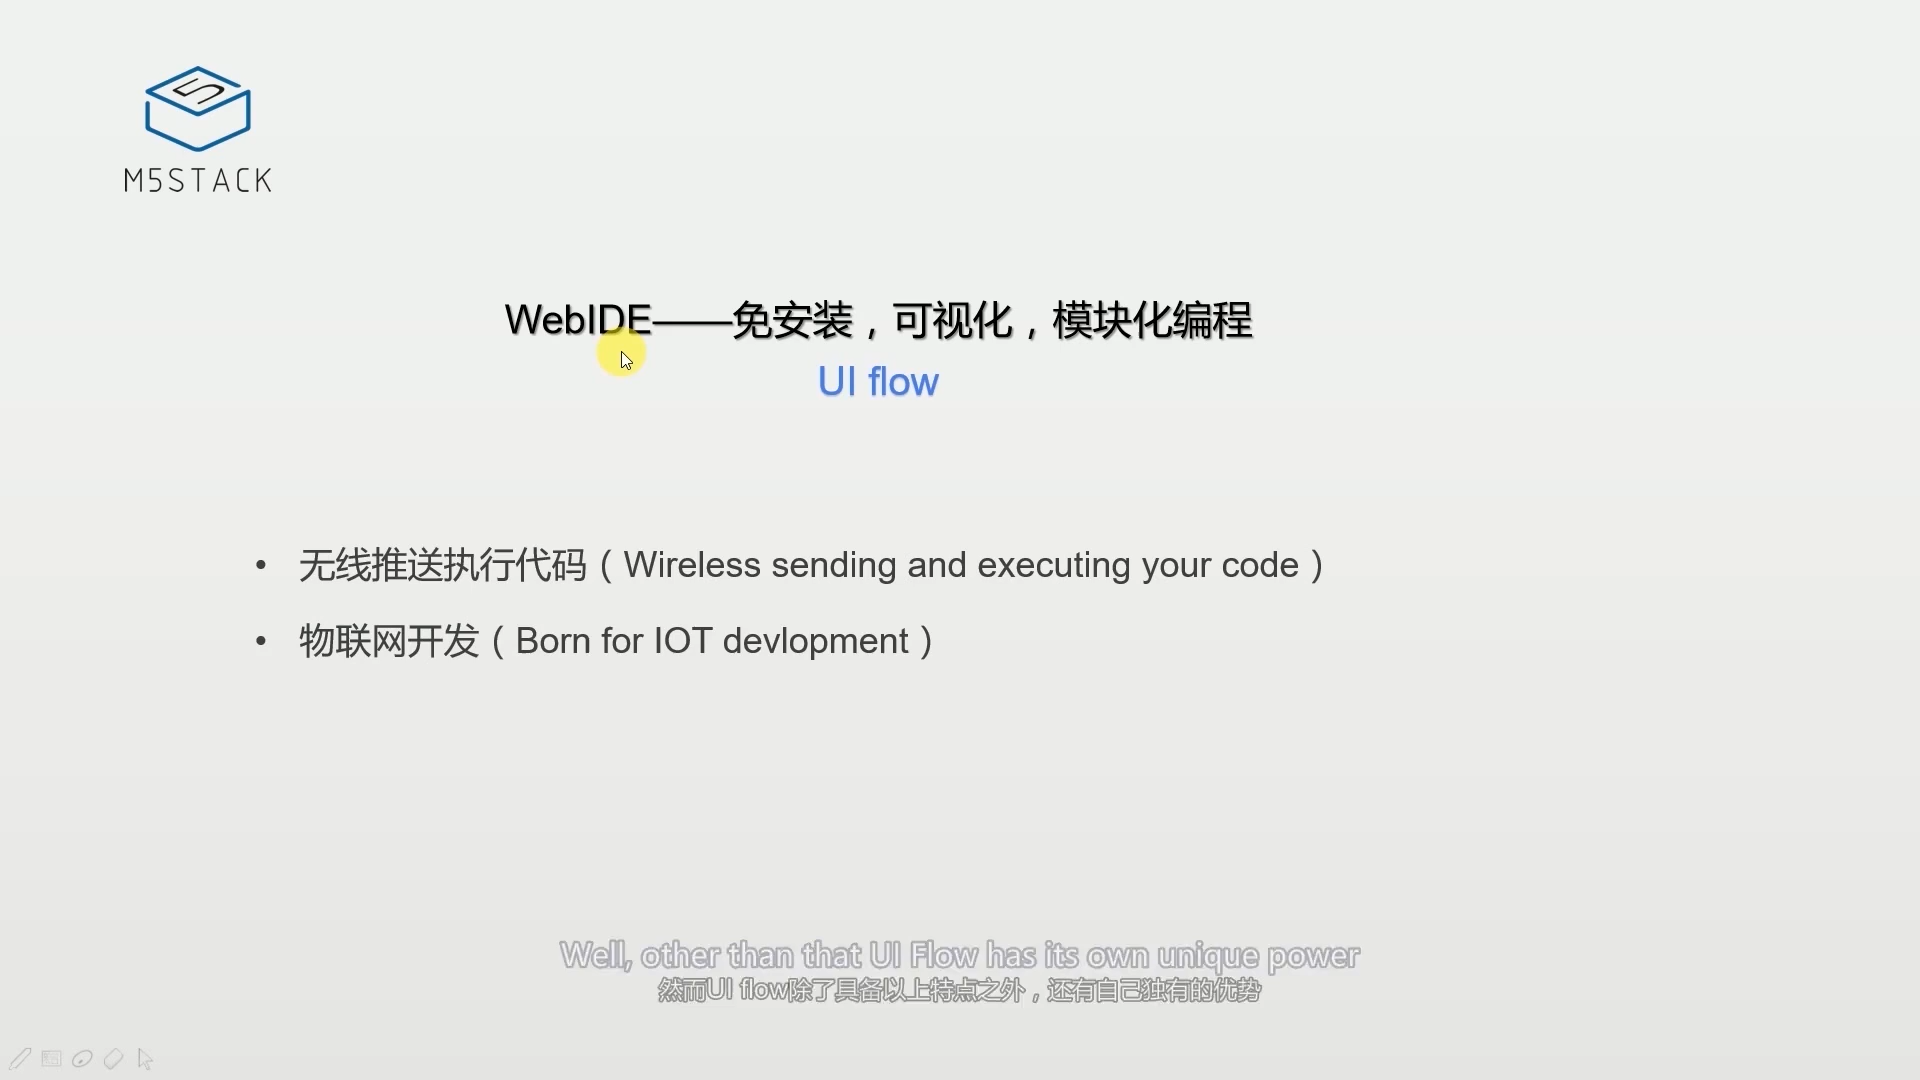 5
M5STACK
WebIDE——免安装，可视化，模块化编程
UI flow
• 无线推送执行代码（Wireless sending and executing your code）
• 物联网开发（Born for IOT devlopment）
Well, other than that UI Flow has its own unique power
然而UI flow除了具备以上特点之外，还有自己独有的优势